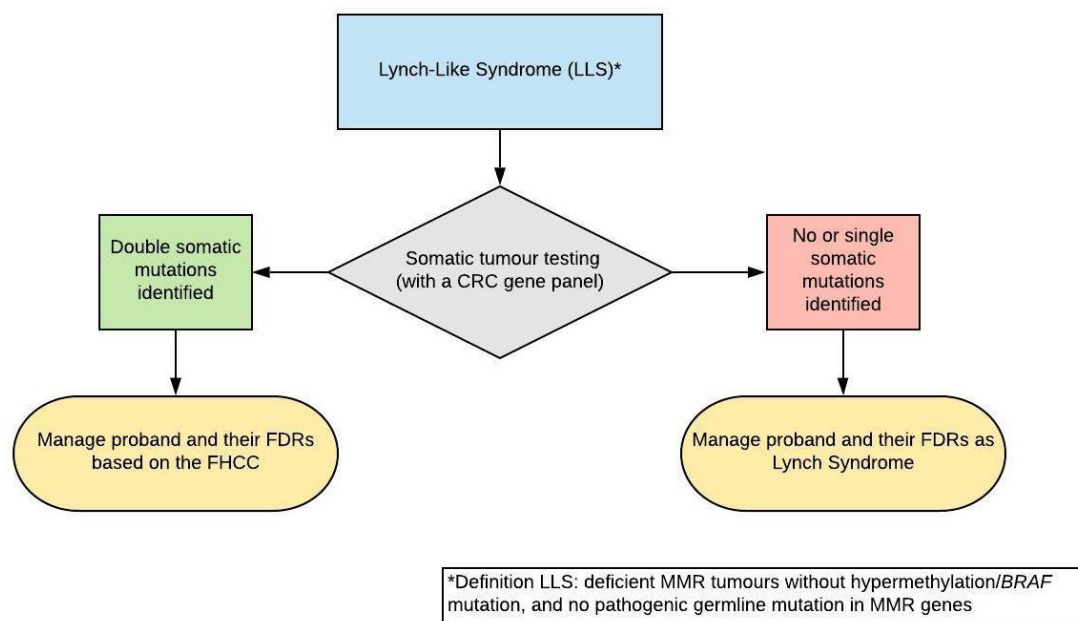 Lynch-Like Syndrome (LLS)*
Somatic tumour testing
(with a CRC gene panel)
Double somatic
mutations
identified
No or single
somatic
mutations
identified
Manage proband and their FDRs
based on the FHCC
Manage proband and their FDRs as
Lynch Syndrome
*Definition LLS: deficient MMR tumours without hypermethylation/BRAF
mutation, and no pathogenic germline mutation in MMR genes